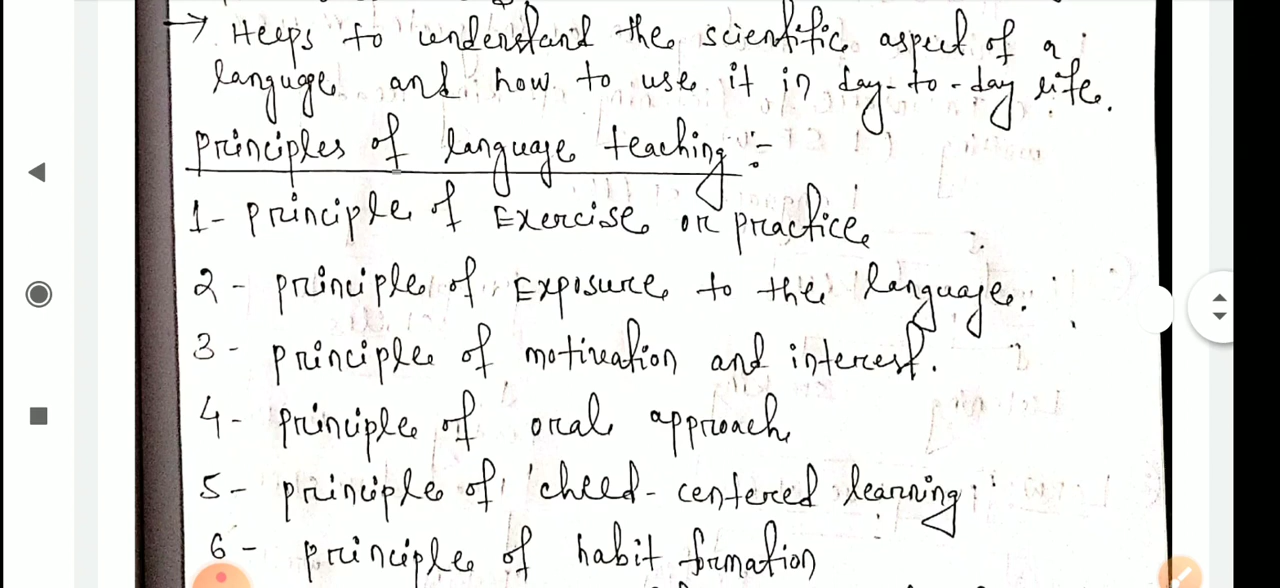 → Helps to understand the scientific aspect of a
languge and how to use it in day-to-day life.
Principles of language teaching :-
1- principle of Exercise or practice
2- principle of Exposure to the language.
3- principle of motivation and interest.
4- principle of oral approach
5- principle of child-centered learning
6- principle of habit formation